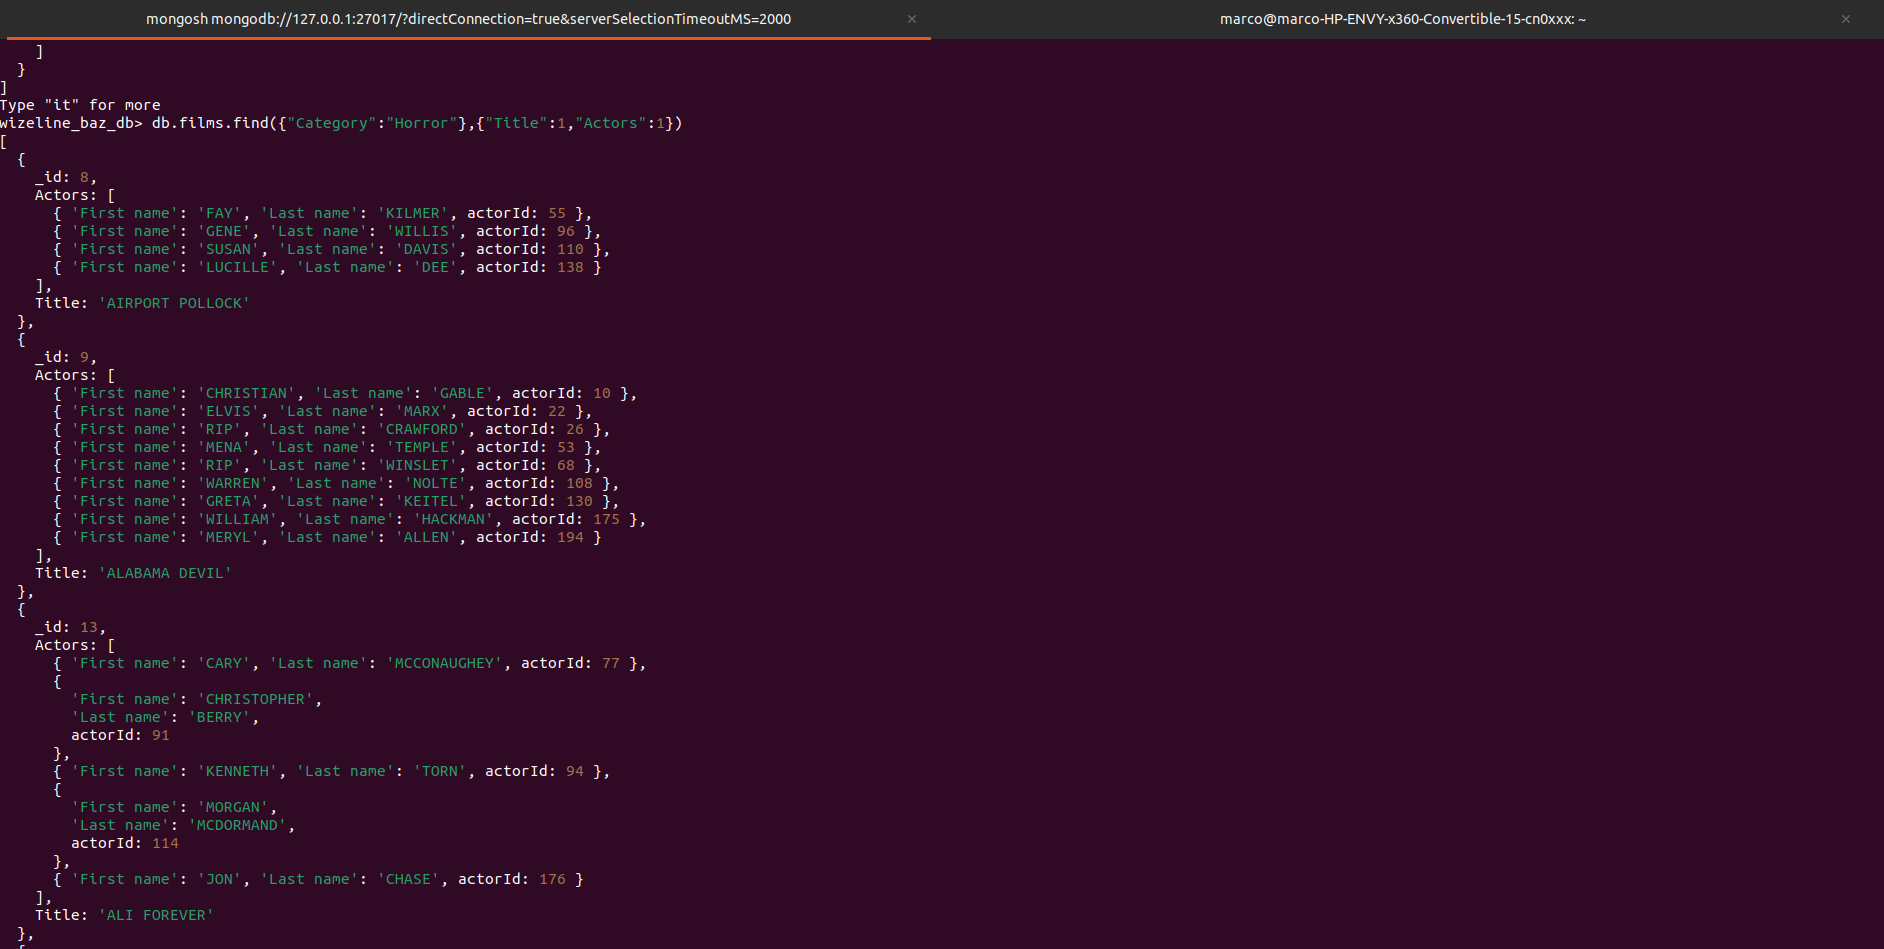 mongosh mongodb://127.0.0.1:27017/?directConnection=true&serverSelectionTimeoutMS=2000 × marco@marco-HP-ENVY-x360-Convertible-15-cn0xxx: ~ ×
    ]
  }
]
Type "it" for more
wizeline_baz_db> db.films.find({"Category":"Horror"},{"Title":1,"Actors":1})
[
  {
    _id: 8,
    Actors: [
      { 'First name': 'FAY', 'Last name': 'KILMER', actorId: 55 },
      { 'First name': 'GENE', 'Last name': 'WILLIS', actorId: 96 },
      { 'First name': 'SUSAN', 'Last name': 'DAVIS', actorId: 110 },
      { 'First name': 'LUCILLE', 'Last name': 'DEE', actorId: 138 }
    ],
    Title: 'AIRPORT POLLOCK'
  },
  {
    _id: 9,
    Actors: [
      { 'First name': 'CHRISTIAN', 'Last name': 'GABLE', actorId: 10 },
      { 'First name': 'ELVIS', 'Last name': 'MARX', actorId: 22 },
      { 'First name': 'RIP', 'Last name': 'CRAWFORD', actorId: 26 },
      { 'First name': 'MENA', 'Last name': 'TEMPLE', actorId: 53 },
      { 'First name': 'RIP', 'Last name': 'WINSLET', actorId: 68 },
      { 'First name': 'WARREN', 'Last name': 'NOLTE', actorId: 108 },
      { 'First name': 'GRETA', 'Last name': 'KEITEL', actorId: 130 },
      { 'First name': 'WILLIAM', 'Last name': 'HACKMAN', actorId: 175 },
      { 'First name': 'MERYL', 'Last name': 'ALLEN', actorId: 194 }
    ],
    Title: 'ALABAMA DEVIL'
  },
  {
    _id: 13,
    Actors: [
      { 'First name': 'CARY', 'Last name': 'MCCONAUGHEY', actorId: 77 },
      {
        'First name': 'CHRISTOPHER',
        'Last name': 'BERRY',
        actorId: 91
      },
      { 'First name': 'KENNETH', 'Last name': 'TORN', actorId: 94 },
      {
        'First name': 'MORGAN',
        'Last name': 'MCDORMAND',
        actorId: 114
      },
      { 'First name': 'JON', 'Last name': 'CHASE', actorId: 176 }
    ],
    Title: 'ALI FOREVER'
  },